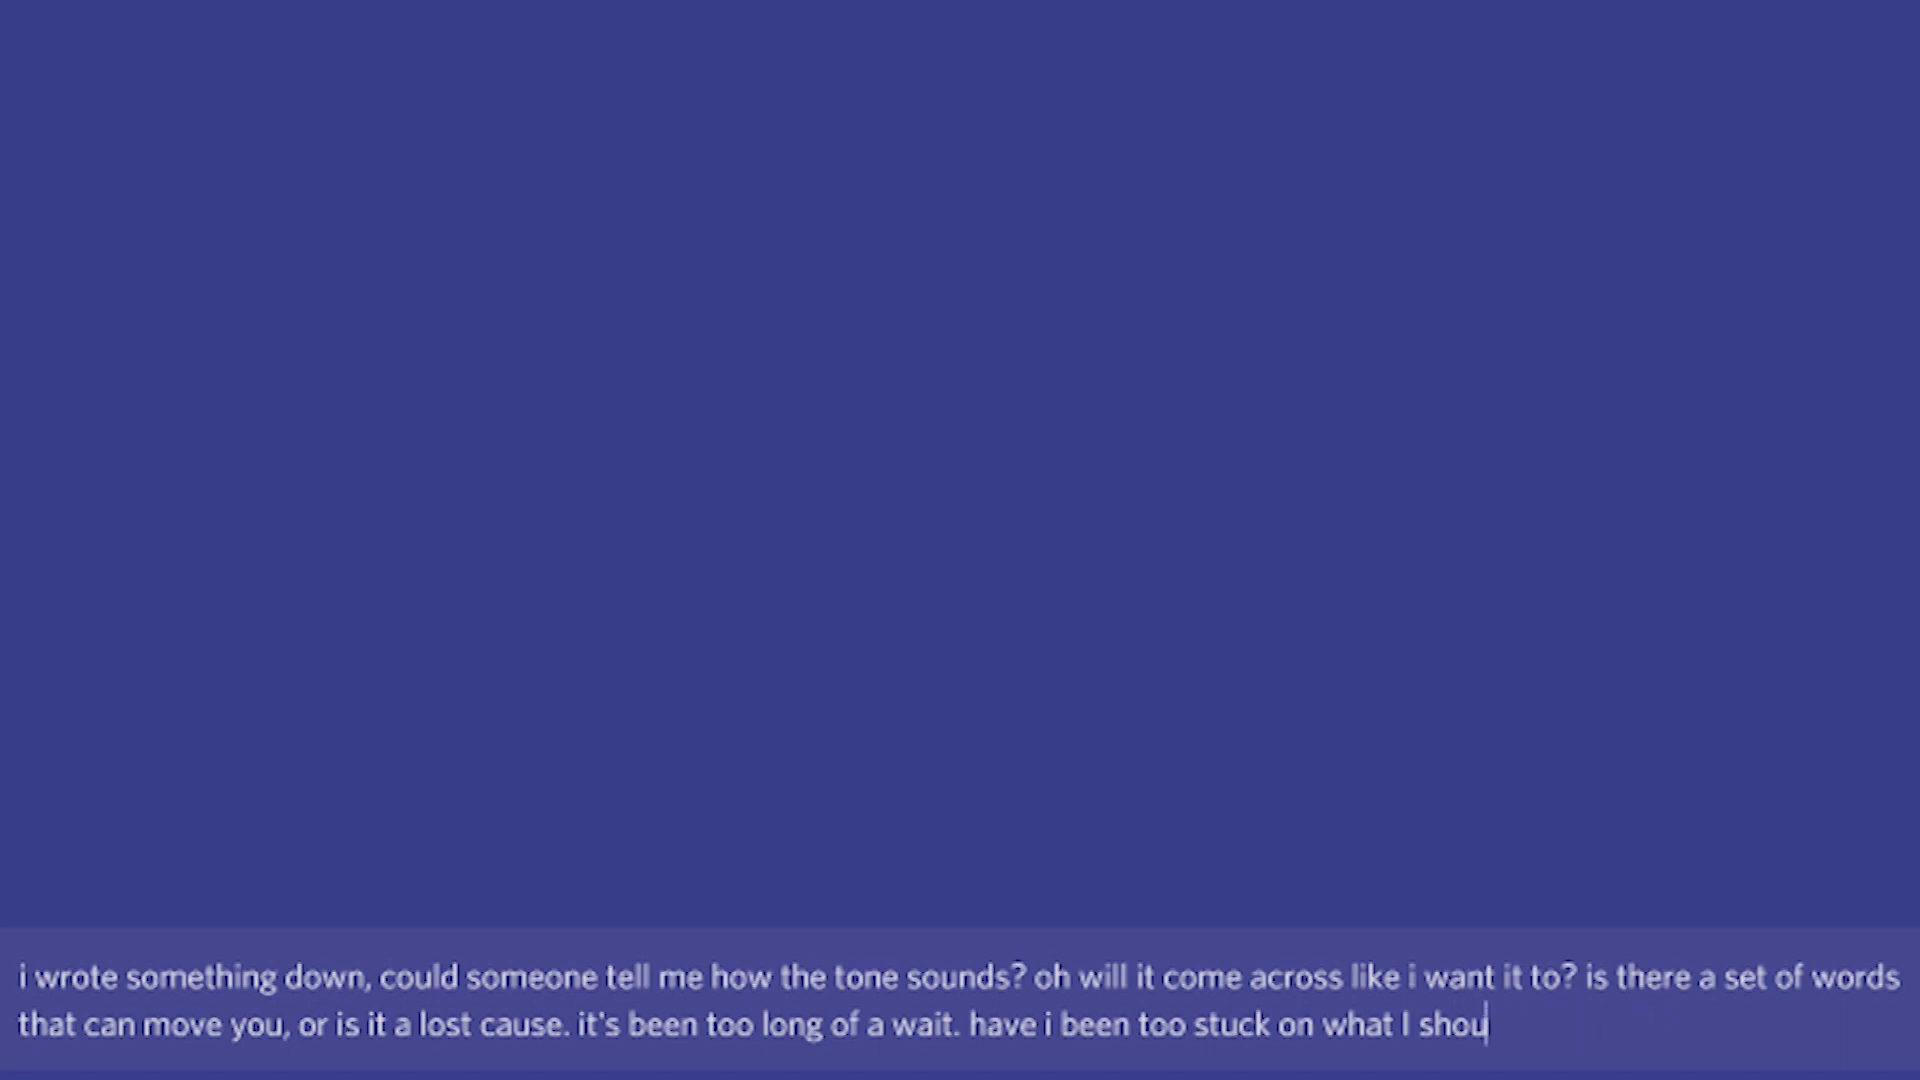 i wrote something down, could someone tell me how the tone sounds? oh will it come across like i want it to? is there a set of words
that can move you, or is it a lost cause. it's been too long of a wait. have i been too stuck on what I shou